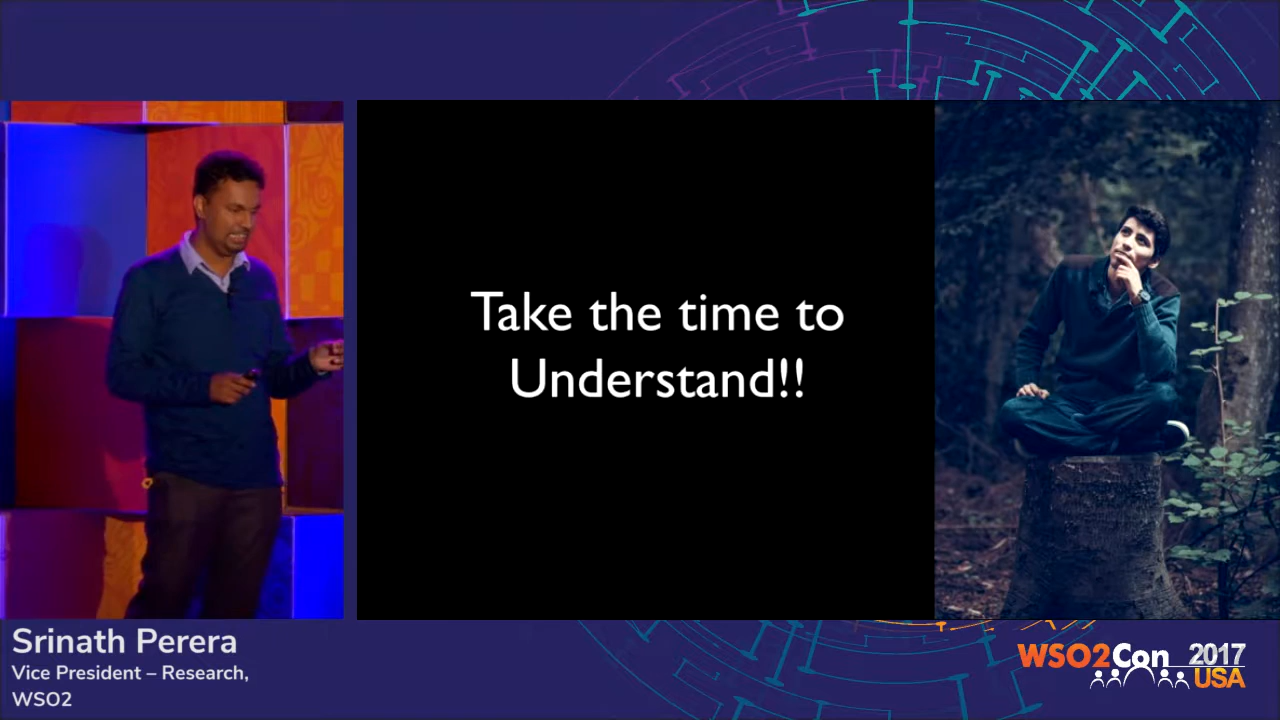 Take the time to
Understand!!
Srinath Perera
Vice President – Research,
WSO2
WSO2Con 2017
USA